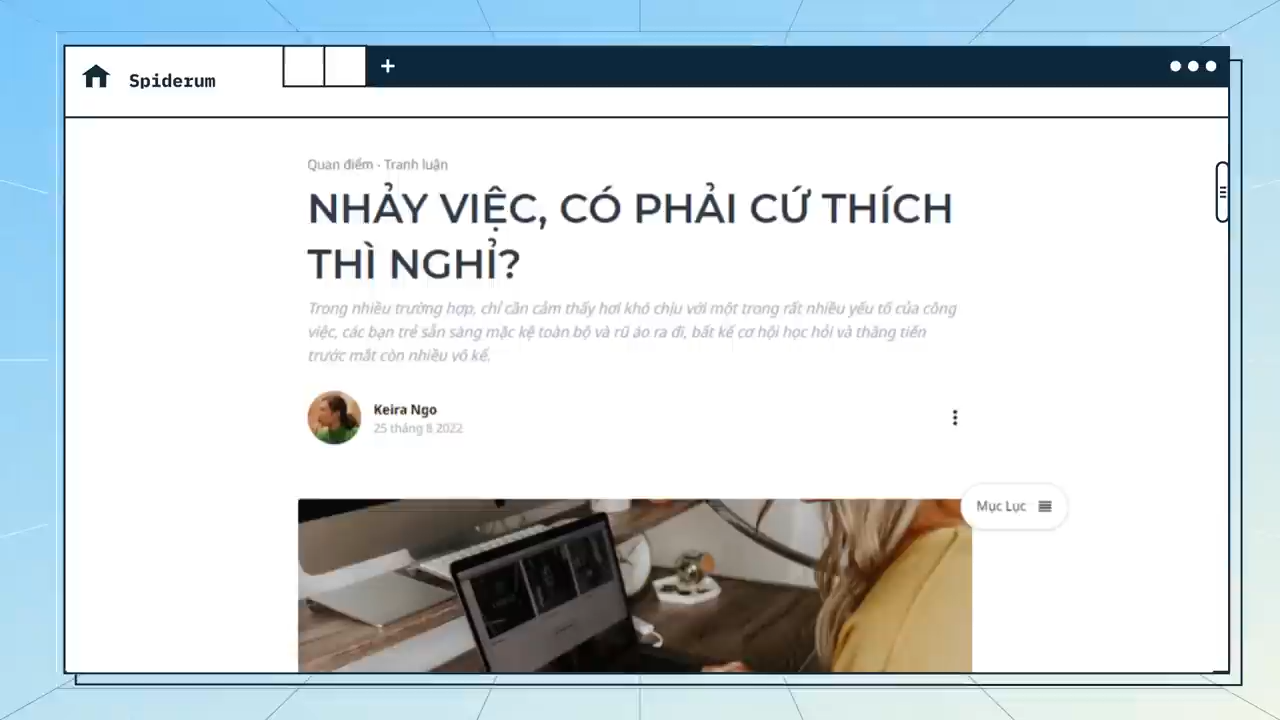 Spiderum
Quan điểm - Tranh luận
NHẢY VIỆC, CÓ PHẢI CỨ THÍCH
THÌ NGHỈ?
Trong nhiều trường hợp, chỉ cần cảm thấy hơi khó chịu với một trong rất nhiều yếu tố của công
việc, các bạn trẻ sẵn sàng mặc kệ toàn bộ và rũ áo ra đi, bất kể cơ hội học hỏi và thăng tiến
trước mắt còn nhiều vô kể.
Keira Ngo
25 tháng 8 2022
Mục Lục